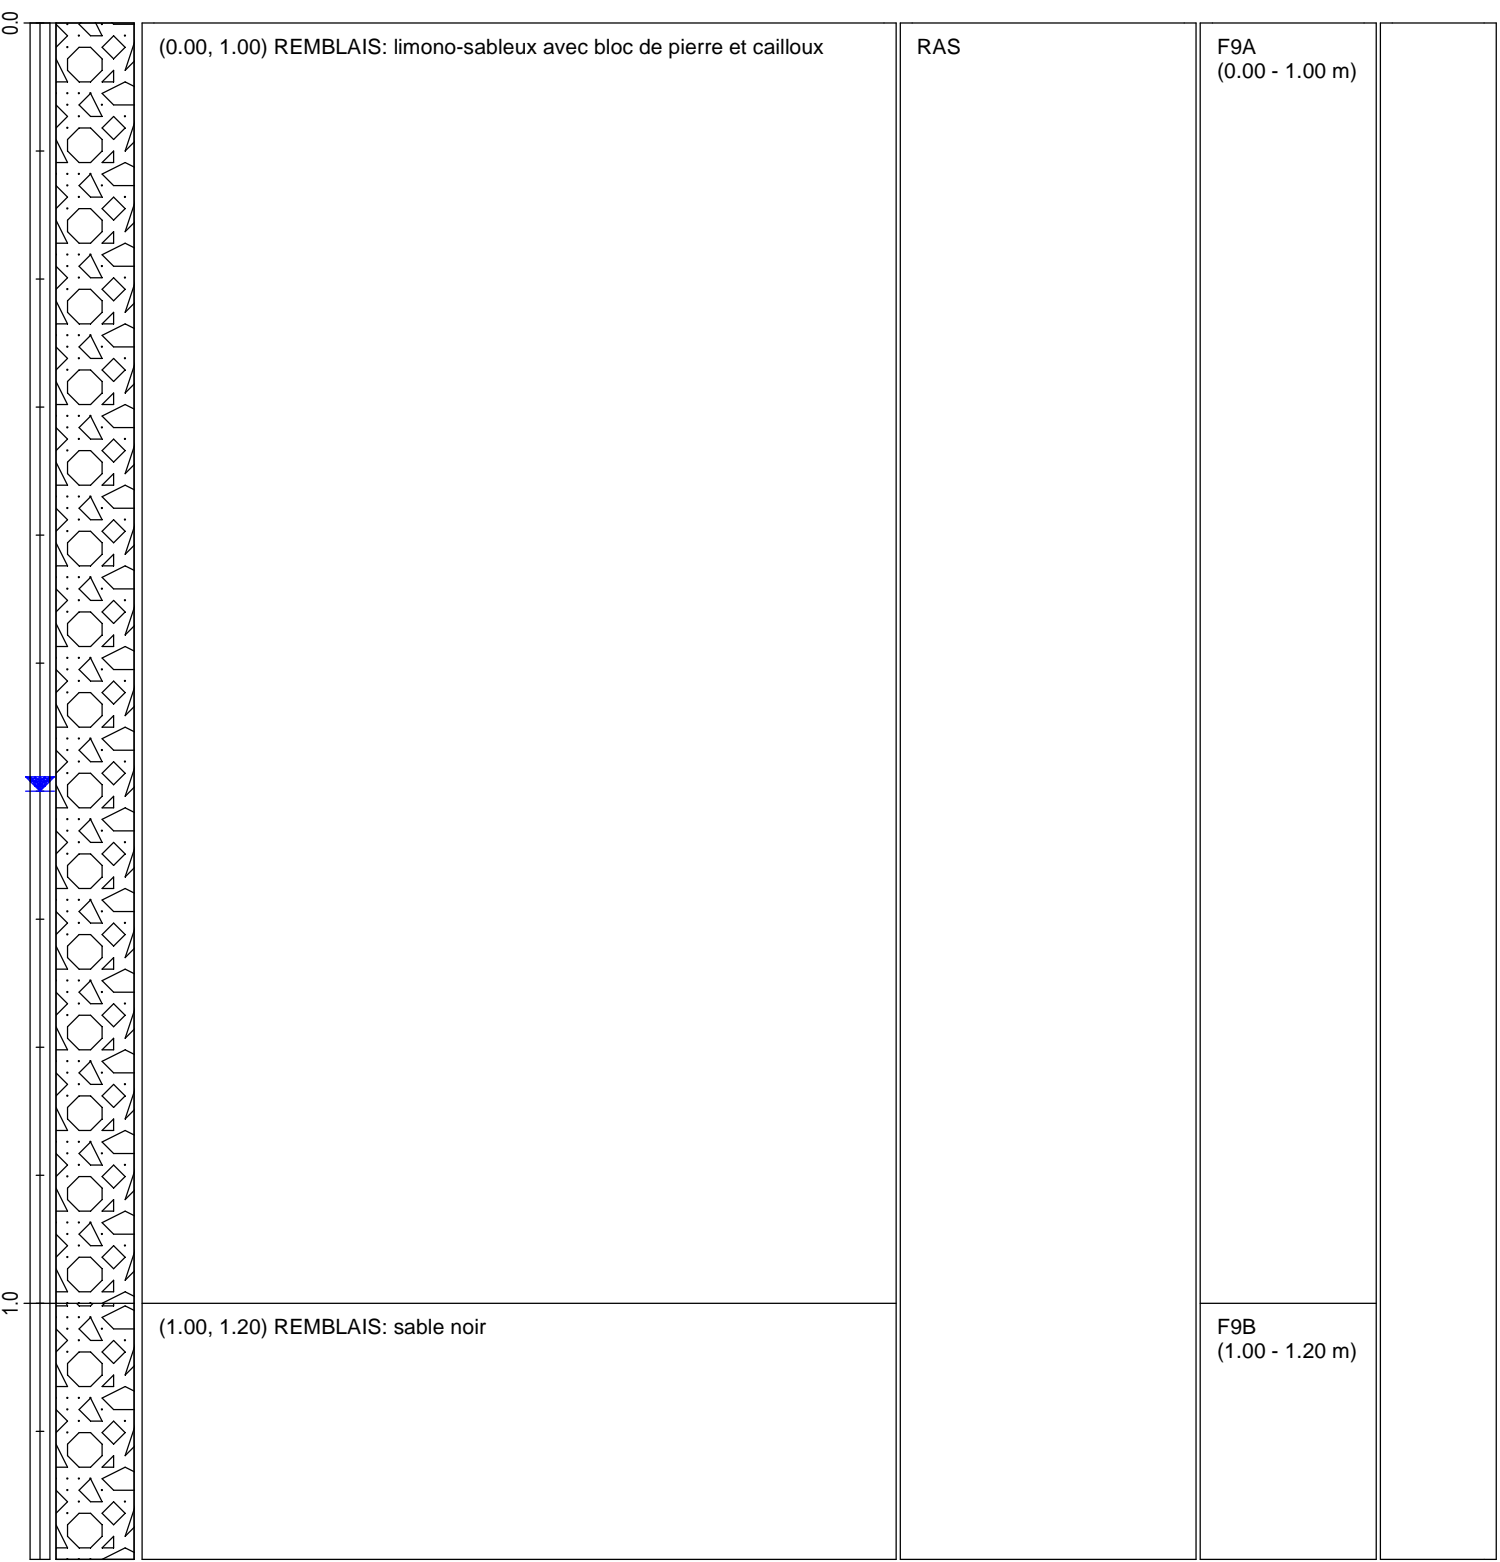 0.0
(0.00, 1.00) REMBLAIS: limono-sableux avec bloc de pierre et cailloux
RAS
F9A
(0.00 - 1.00 m)
1.0
(1.00, 1.20) REMBLAIS: sable noir
F9B
(1.00 - 1.20 m)